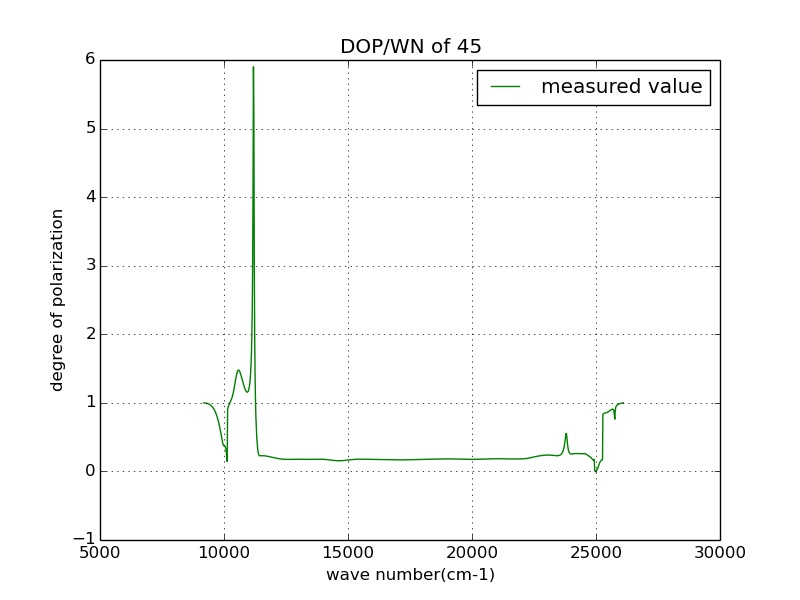 DOP/WN of 45
measured value
6
5
4
3
2
1
0
−1
degree of polarization
5000 10000 15000 20000 25000 30000
wave number(cm-1)